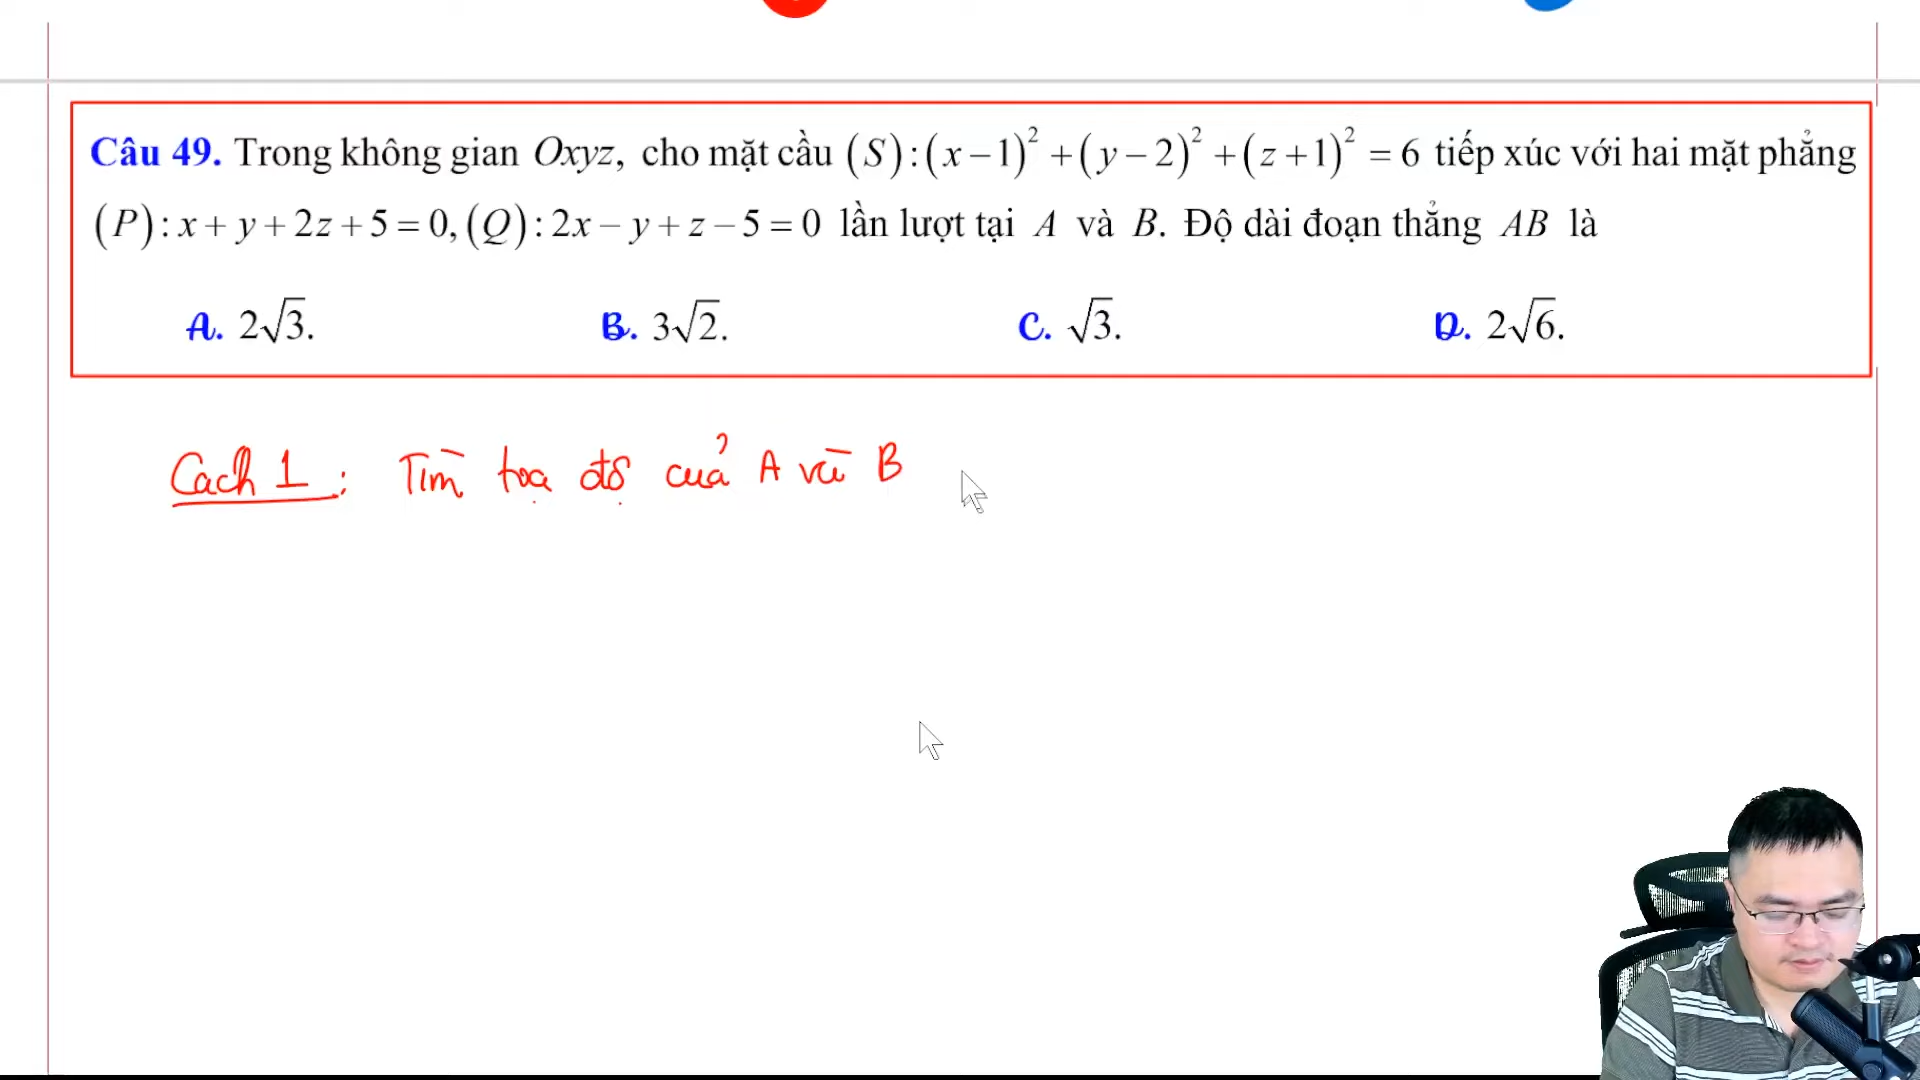 Câu 49. Trong không gian Oxyz, cho mặt cầu (S):(x−1)²+(y−2)²+(z+1)²=6 tiếp xúc với hai mặt phẳng
(P):x+y+2z+5=0,(Q):2x−y+z−5=0 lần lượt tại A và B. Độ dài đoạn thẳng AB là
A. 2√3. B. 3√2. C. √3. D. 2√6.
Cach 1: Tìm tọa độ của A và B